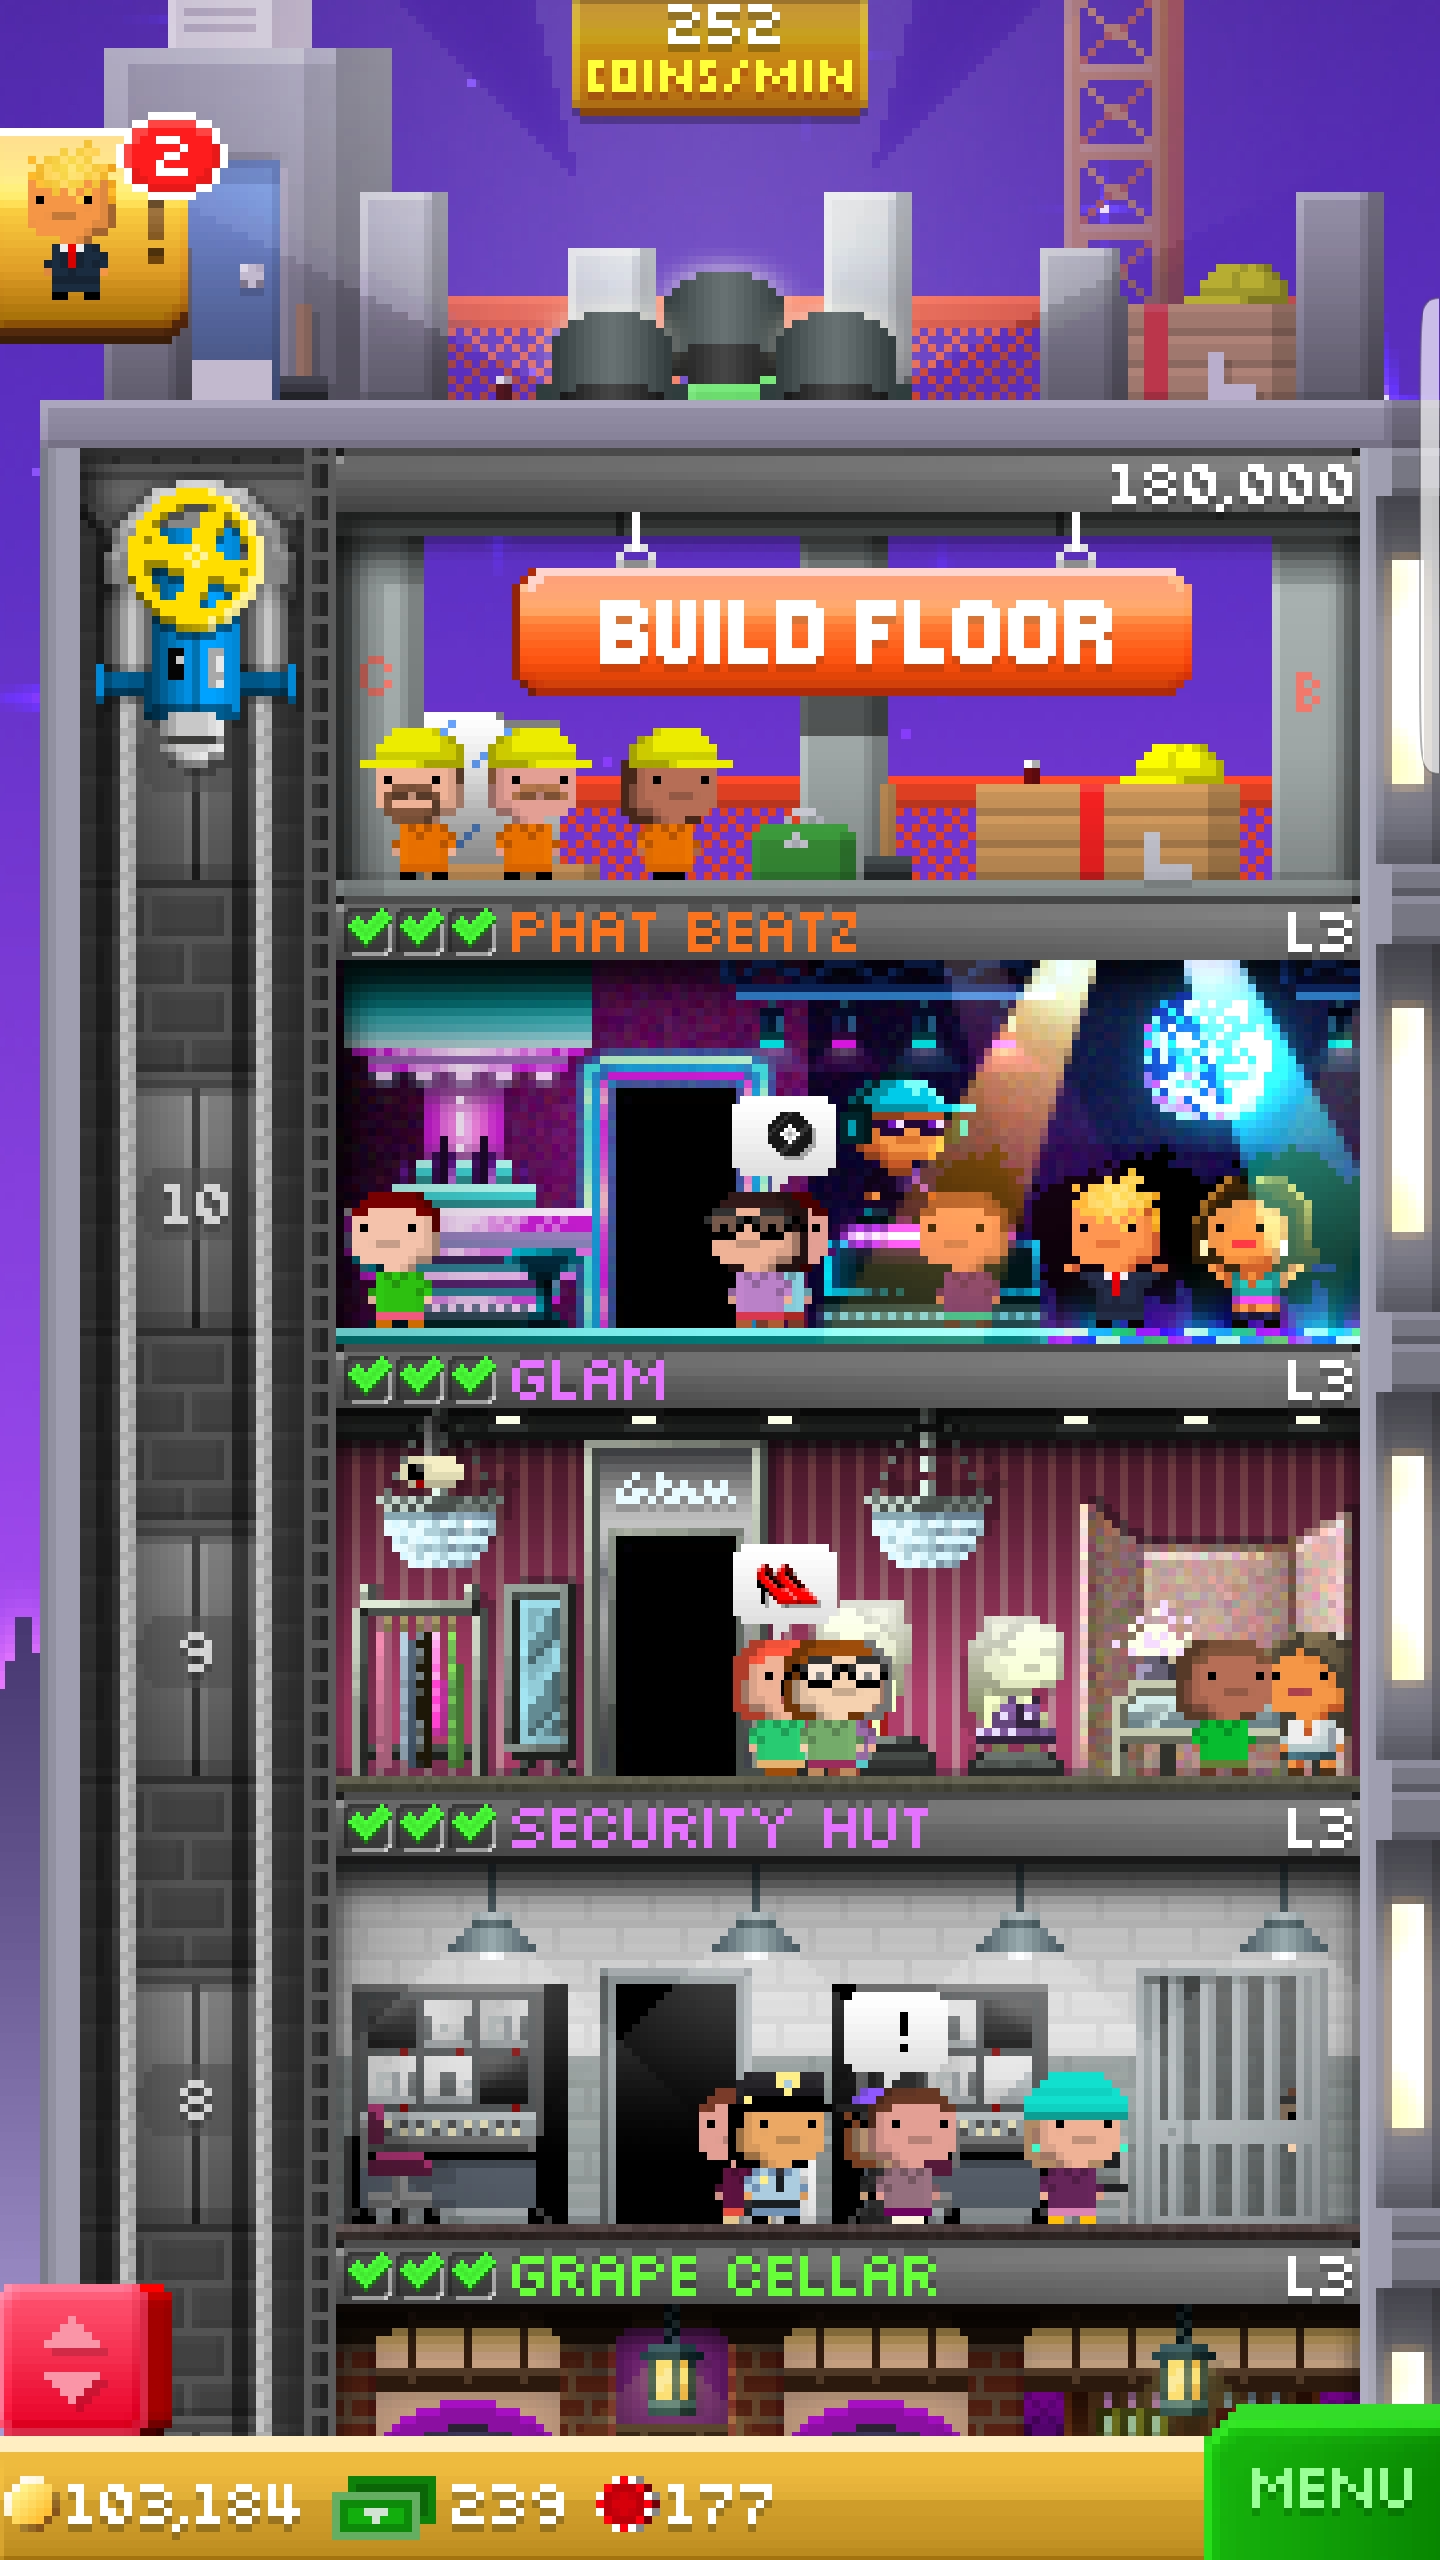 252
COINS/MIN
2
!
180,000
BUILD FLOOR
C
B
PHAT BEATZ L3
10
GLAM L3
Glam
9
SECURITY HUT L3
!
8
GRAPE CELLAR L3
103,184 239 177
MENU